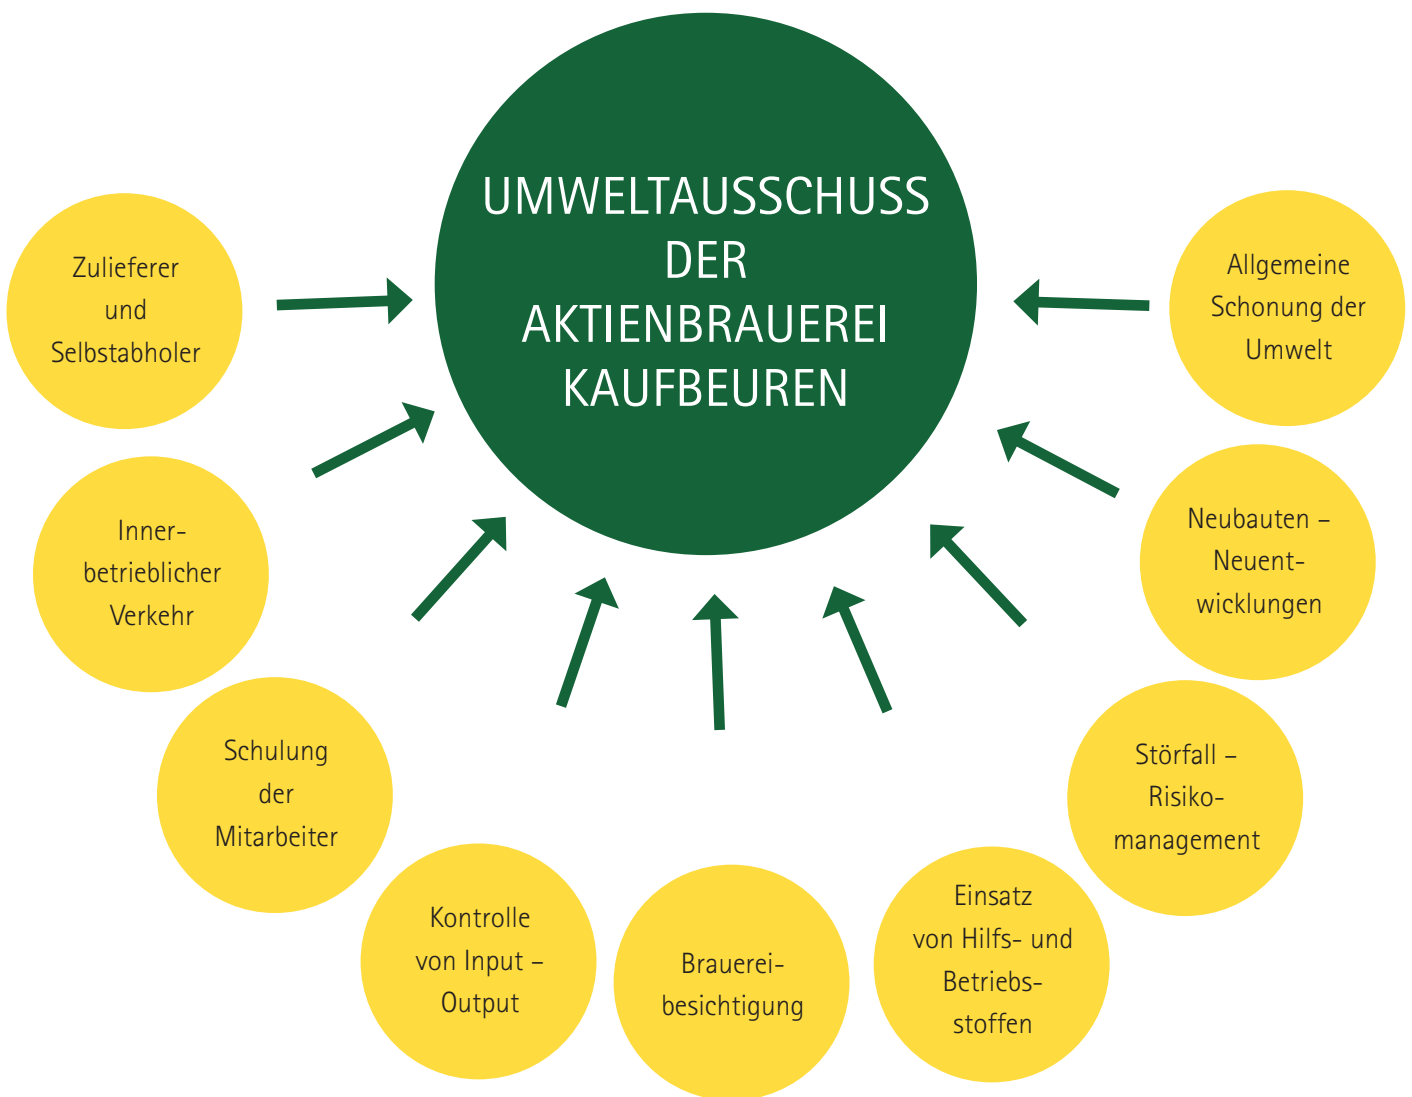 UMWELTAUSSCHUSS
DER
AKTIENBRAUEREI
KAUFBEUREN
Zulieferer
und
Selbstabholer
Inner-
betrieblicher
Verkehr
Schulung
der
Mitarbeiter
Kontrolle
von Input –
Output
Brauerei-
besichtigung
Einsatz
von Hilfs- und
Betriebs-
stoffen
Störfall –
Risiko-
management
Neubauten –
Neuent-
wicklungen
Allgemeine
Schonung der
Umwelt